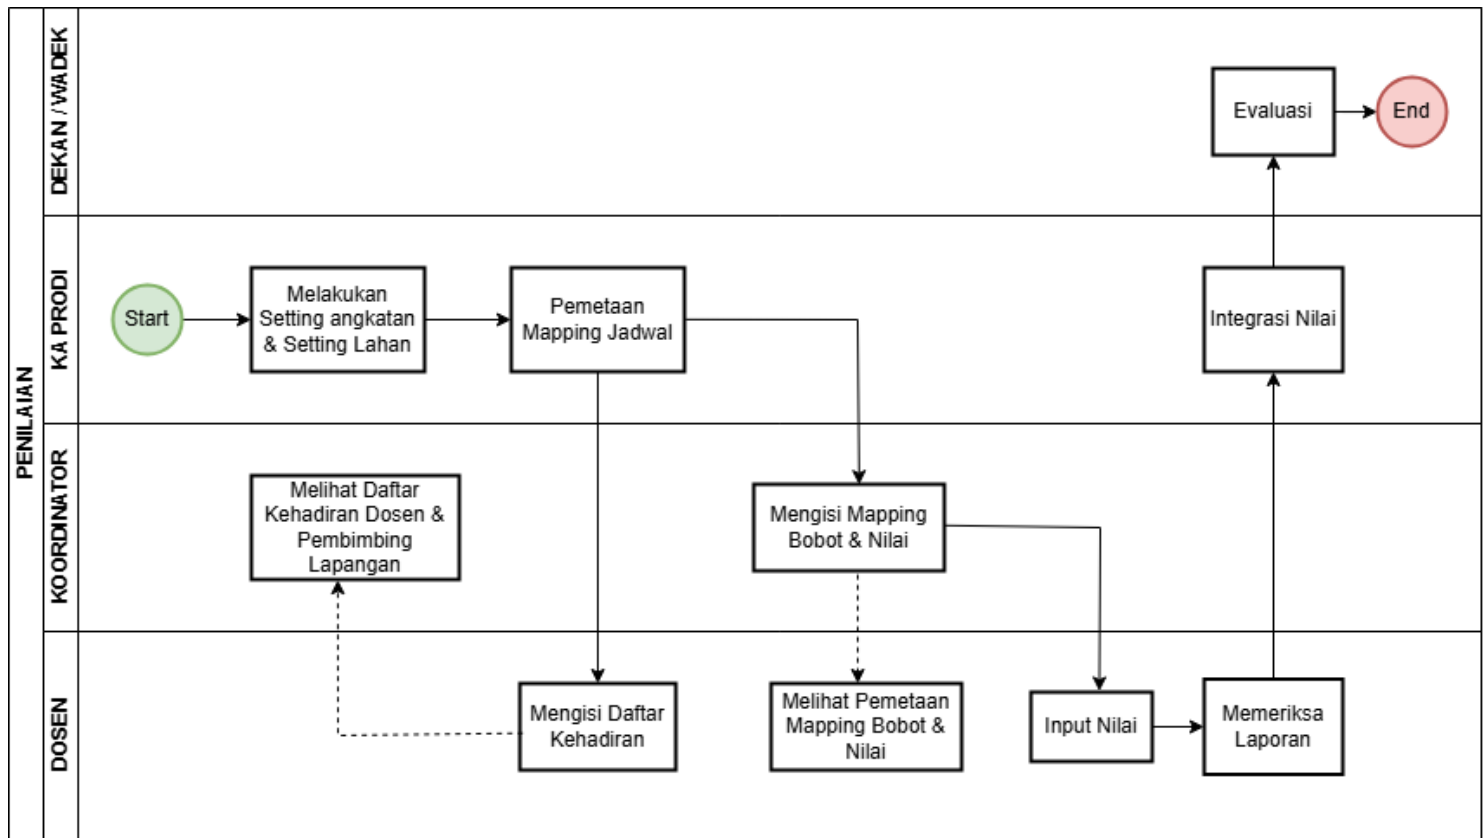 PENILAIAN
DEKAN / WADEK
Evaluasi
End
KA PRODI
Start
Melakukan
Setting angkatan
& Setting Lahan
Pemetaan
Mapping Jadwal
Integrasi Nilai
KOORDINATOR
Melihat Daftar
Kehadiran Dosen &
Pembimbing
Lapangan
Mengisi Mapping
Bobot & Nilai
DOSEN
Mengisi Daftar
Kehadiran
Melihat Pemetaan
Mapping Bobot &
Nilai
Input Nilai
Memeriksa
Laporan